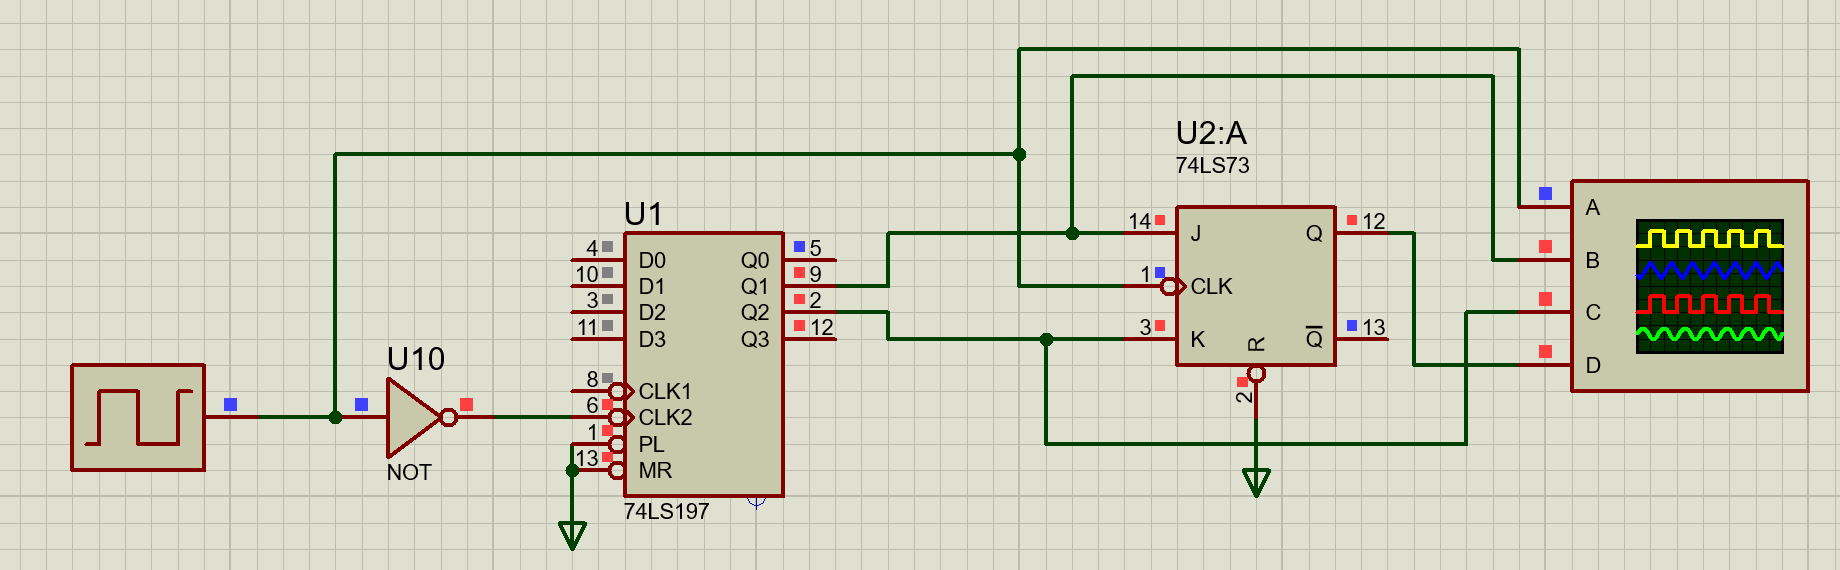 U1
4 D0 Q0 5
10 D1 Q1 9
3 D2 Q2 2
11 D3 Q3 12
8 CLK1
6 CLK2
1 PL
13 MR
74LS197
U10
NOT
U2:A
74LS73
14 J Q 12
1 CLK
3 K Q 13
R
2
A
B
C
D